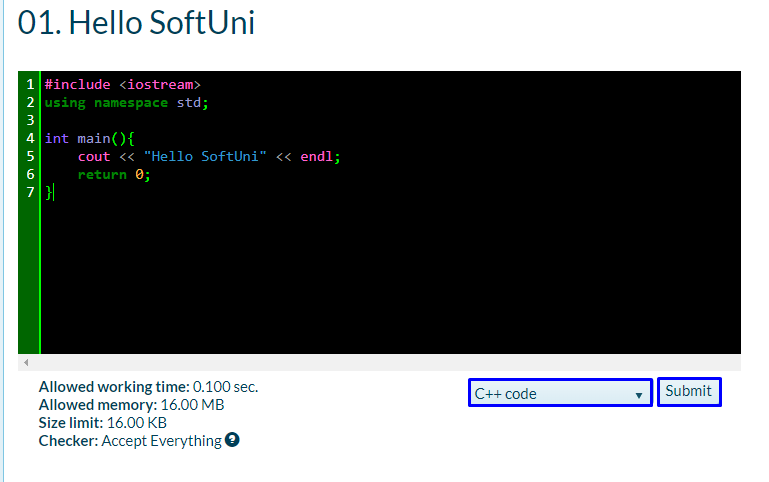 01. Hello SoftUni
1 #include <iostream>
2 using namespace std;
3
4 int main(){
5     cout << "Hello SoftUni" << endl;
6     return 0;
7 }
Allowed working time: 0.100 sec.
Allowed memory: 16.00 MB
Size limit: 16.00 KB
Checker: Accept Everything ?
C++ code
Submit